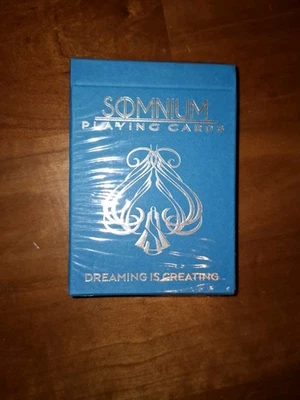 SOMNIUM
PLAYING CARDS
DREAMING IS CREATING